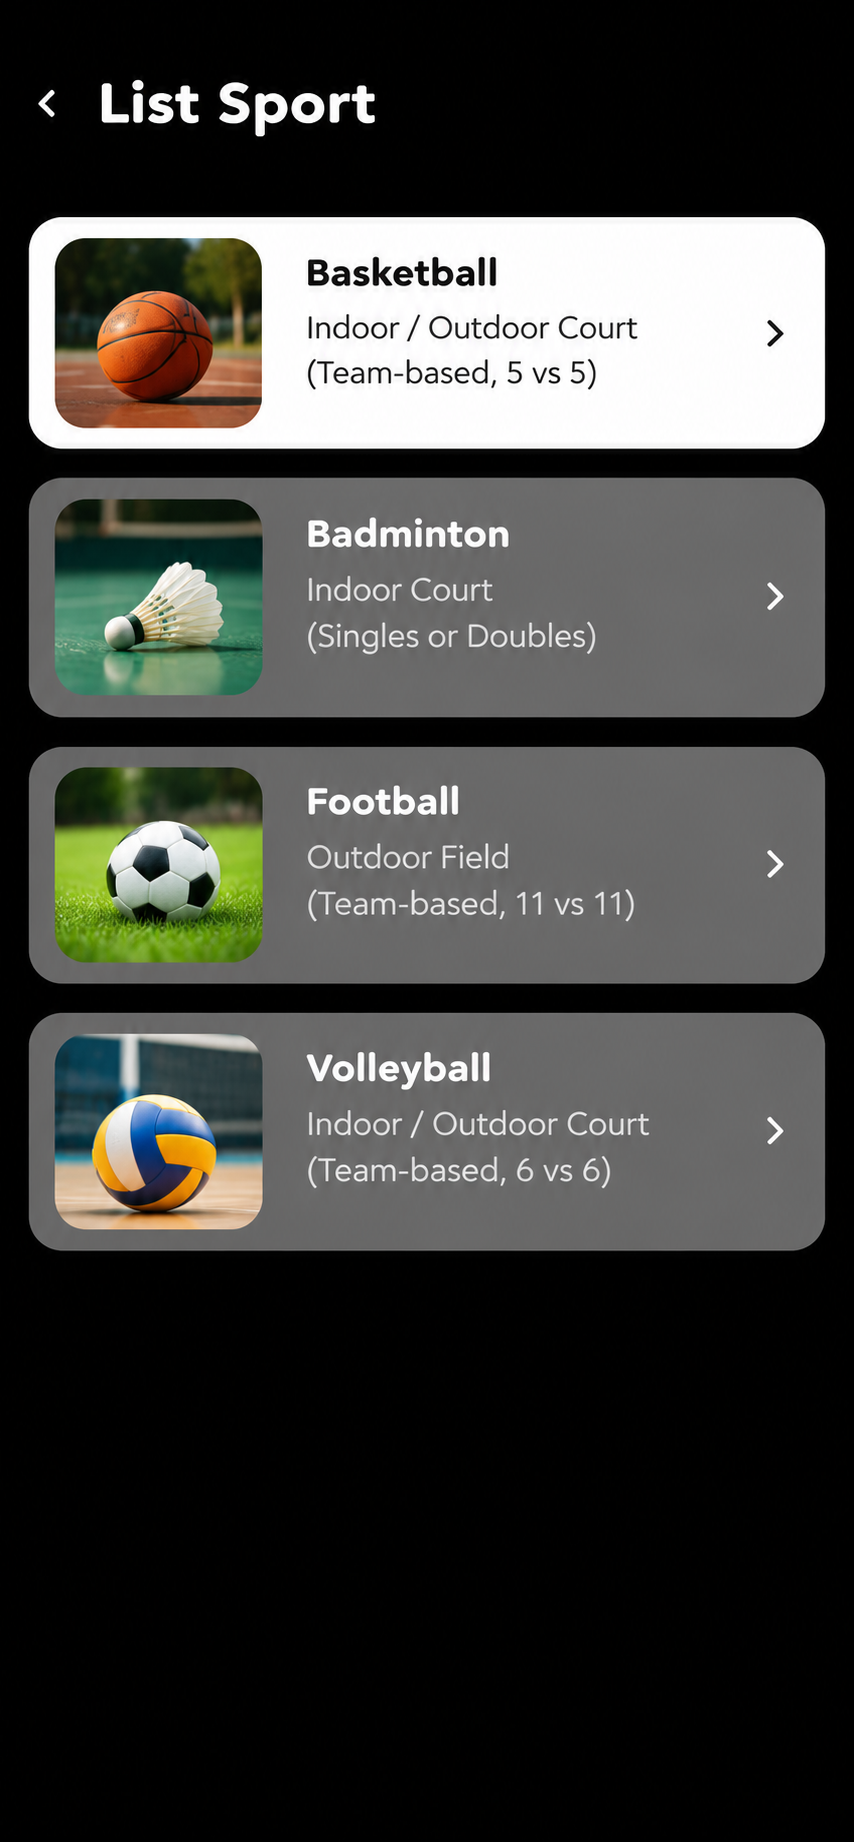 List Sport
Basketball
Indoor / Outdoor Court
(Team-based, 5 vs 5)
Badminton
Indoor Court
(Singles or Doubles)
Football
Outdoor Field
(Team-based, 11 vs 11)
Volleyball
Indoor / Outdoor Court
(Team-based, 6 vs 6)